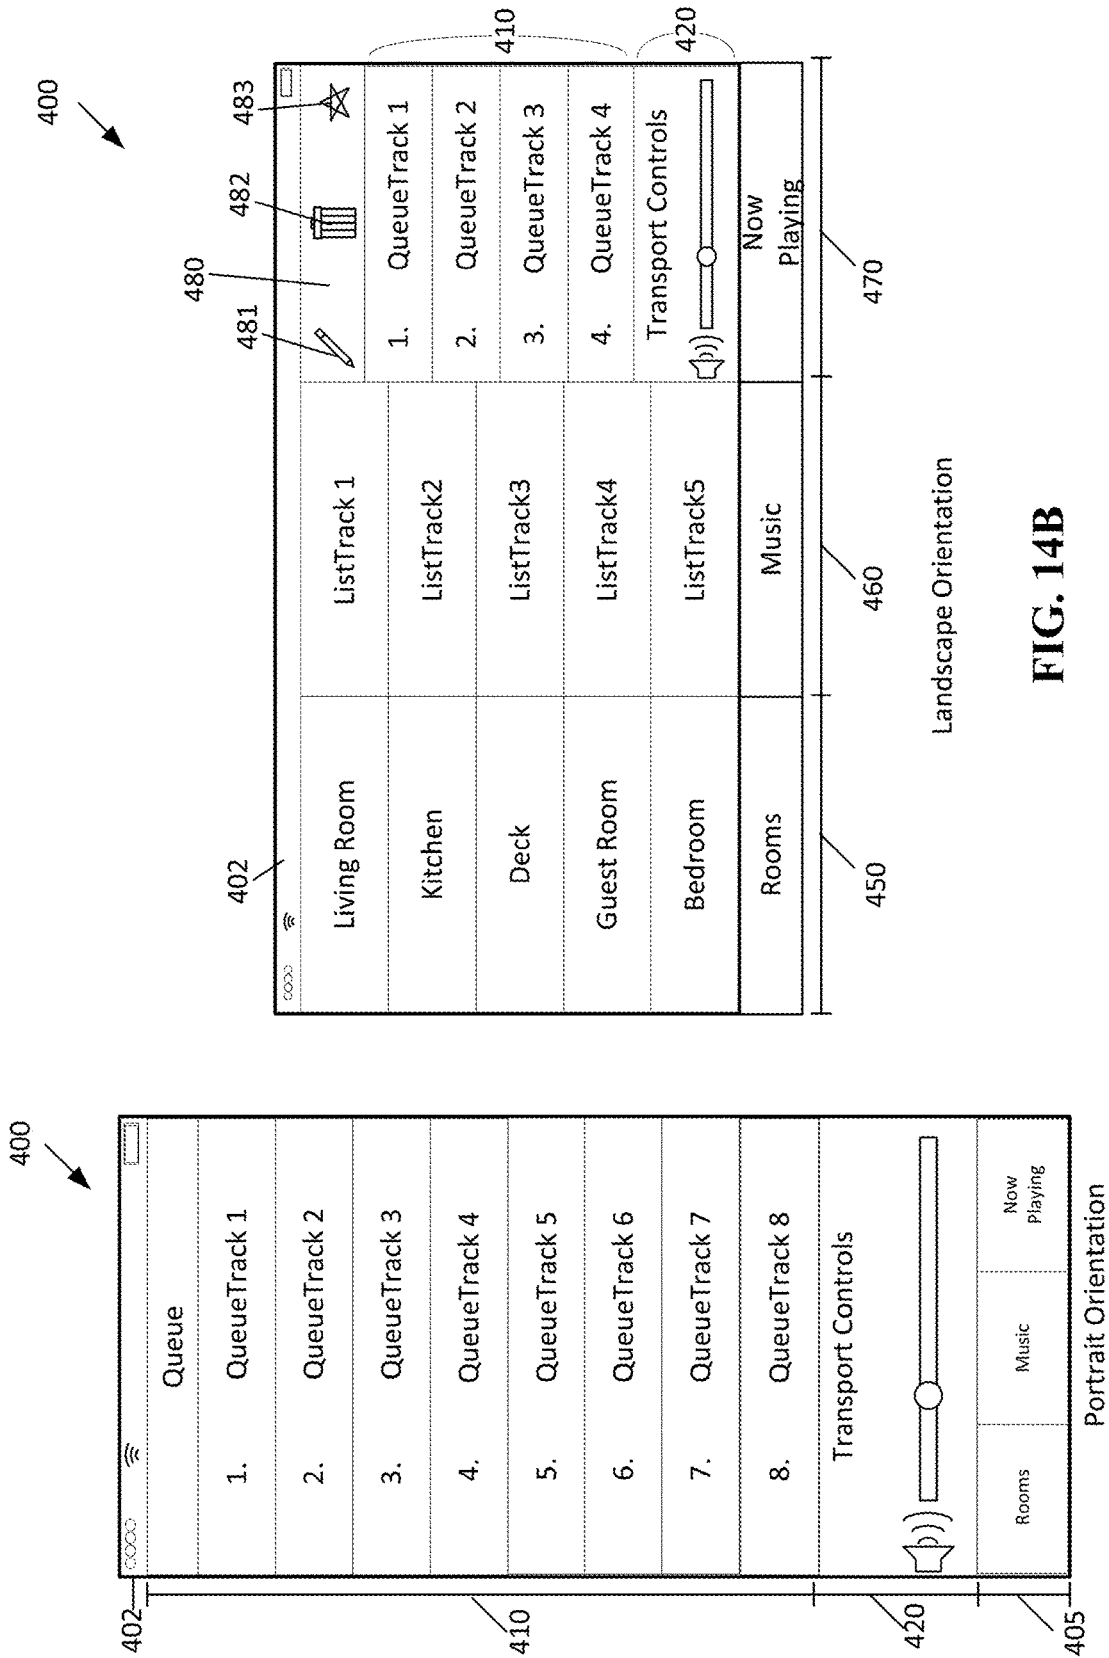 400
402
Queue
1. QueueTrack 1
2. QueueTrack 2
3. QueueTrack 3
4. QueueTrack 4
5. QueueTrack 5
6. QueueTrack 6
7. QueueTrack 7
8. QueueTrack 8
410
Transport Controls
420
Rooms
Music
Now
Playing
405
Portrait Orientation
400
402
481
480
482
483
Living Room
Kitchen
Deck
Guest Room
Bedroom
Rooms
450
ListTrack 1
ListTrack2
ListTrack3
ListTrack4
ListTrack5
Music
460
1. QueueTrack 1
2. QueueTrack 2
3. QueueTrack 3
4. QueueTrack 4
410
Transport Controls
420
Now
Playing
470
Landscape Orientation
FIG. 14B